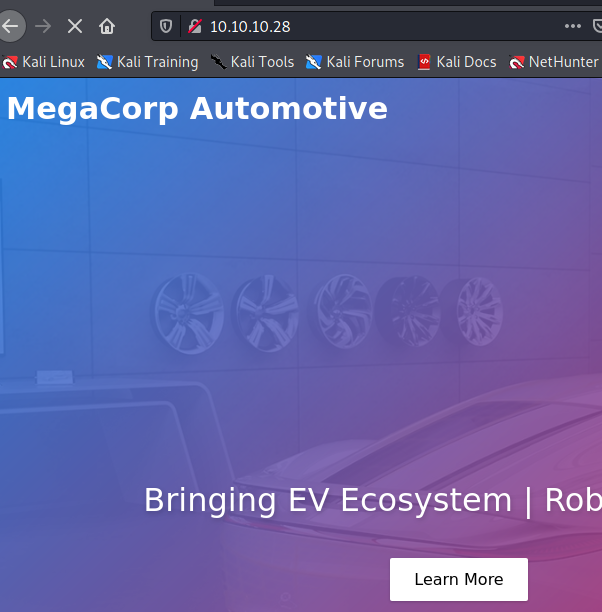 10.10.10.28
Kali Linux Kali Training Kali Tools Kali Forums Kali Docs NetHunter
MegaCorp Automotive
Bringing EV Ecosystem | Rob
Learn More